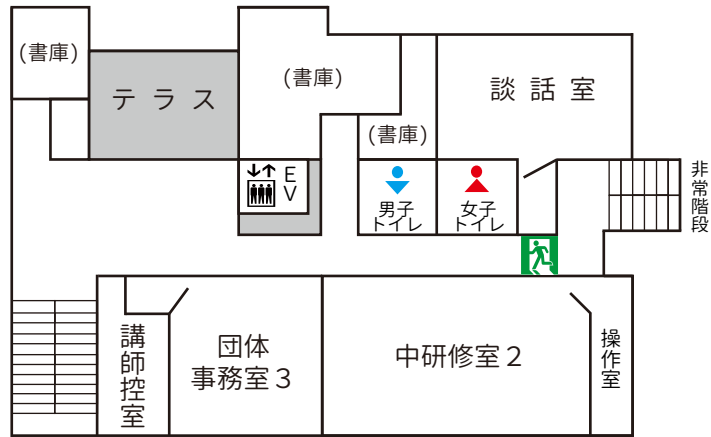 (書庫)
テラス
(書庫)
(書庫)
談話室
EV
男子
トイレ
女子
トイレ
非常階段
講師控室
団体
事務室3
中研修室2
操作室